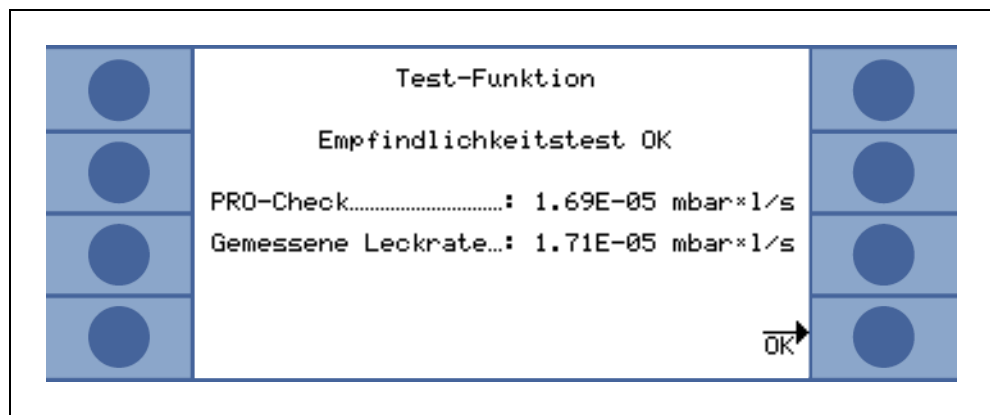 Test-Funktion
Empfindlichkeitstest OK
PRO-Check……………………………: 1.69E-05 mbar*l/s
Gemessene Leckrate…: 1.71E-05 mbar*l/s
OK